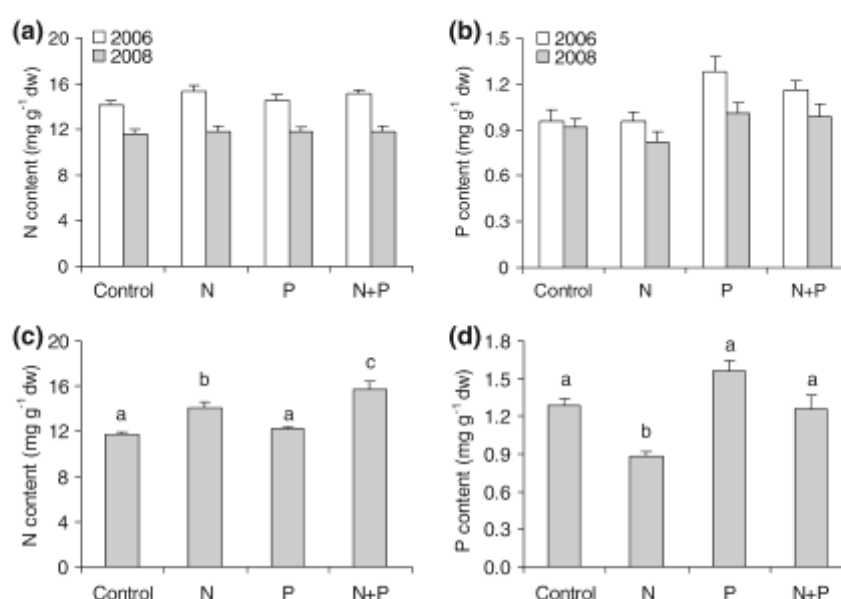 (a)
20
16
12
8
4
0
N content (mg g⁻¹ dw)
2006
2008
Control N P N+P
(b)
1.5
1.2
0.9
0.6
0.3
0
P content (mg g⁻¹ dw)
2006
2008
Control N P N+P
(c)
20
16
12
8
4
0
N content (mg g⁻¹ dw)
a b a c
Control N P N+P
(d)
1.8
1.5
1.2
0.9
0.6
0.3
0.0
P content (mg g⁻¹ dw)
a b a a
Control N P N+P